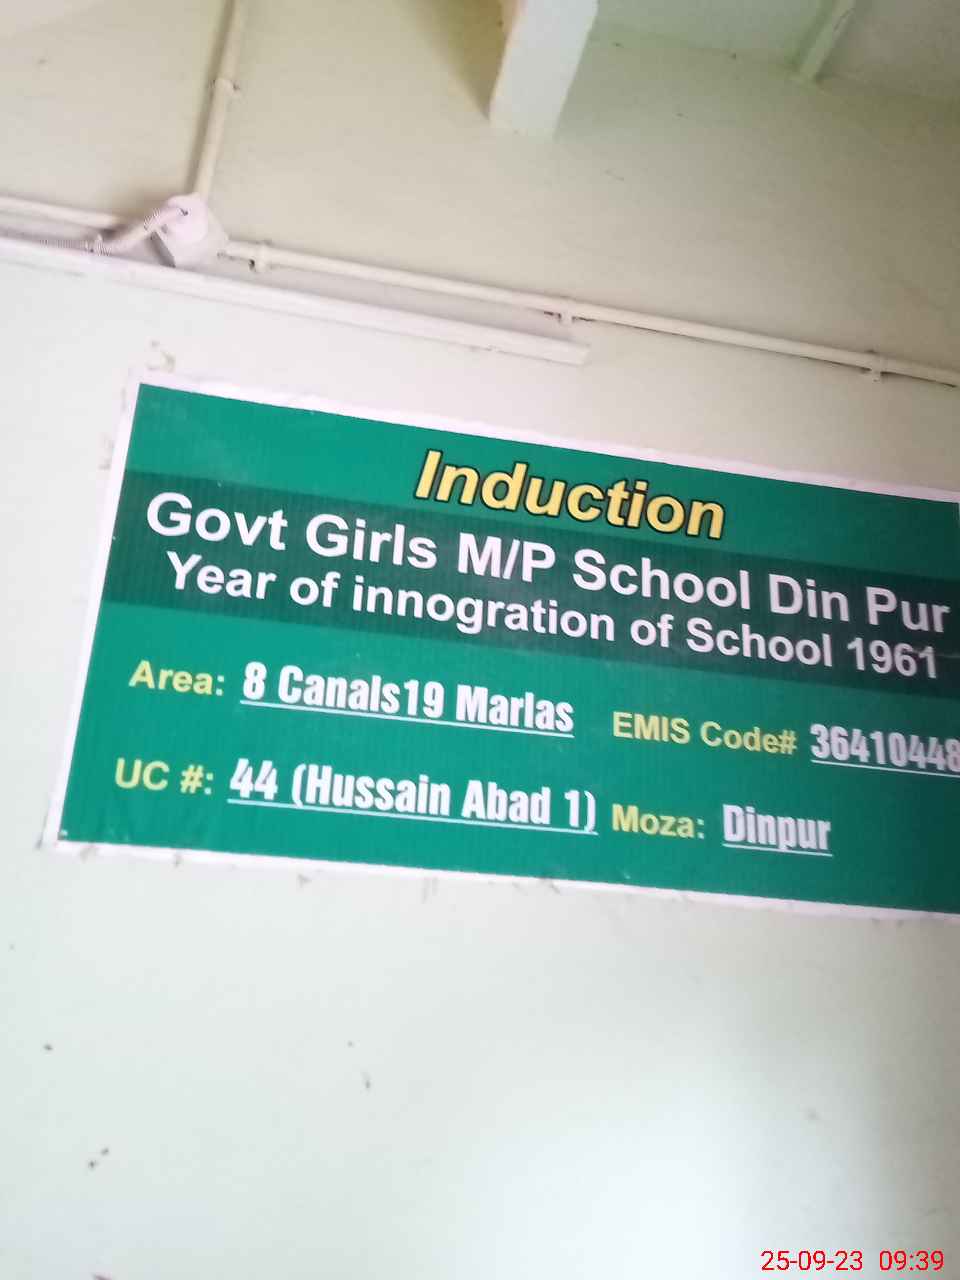 Induction
Govt Girls M/P School Din Pur
Year of innogration of School 1961
Area: 8 Canals19 Marlas EMIS Code# 36410448
UC #: 44 (Hussain Abad 1) Moza: Dinpur
25-09-23 09:39